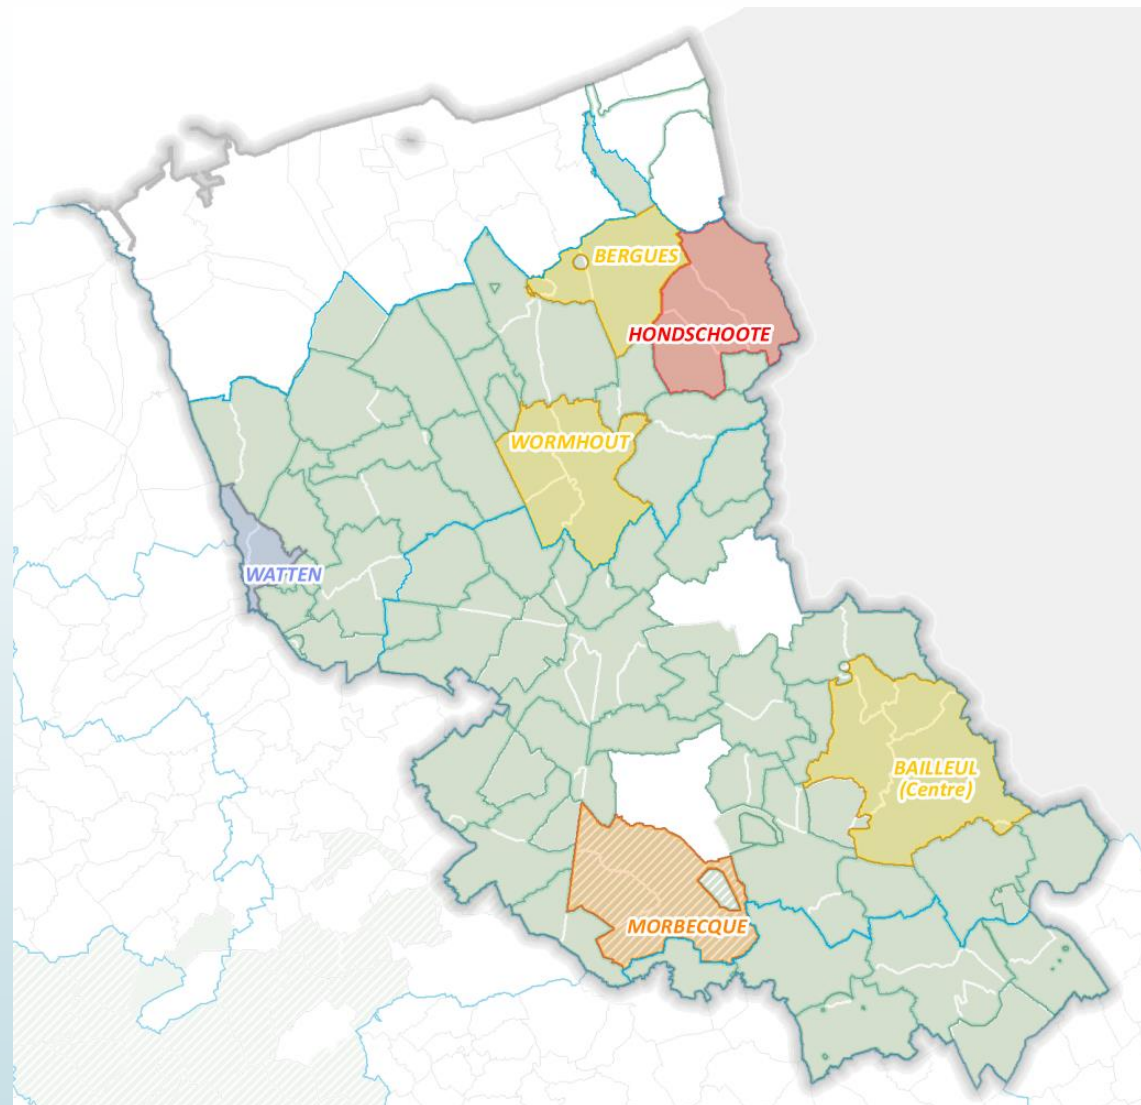 BERGUES
HONDSCHOOTE
WORMHOUT
WATTEN
BAILLEUL
(Centre)
MORBECQUE